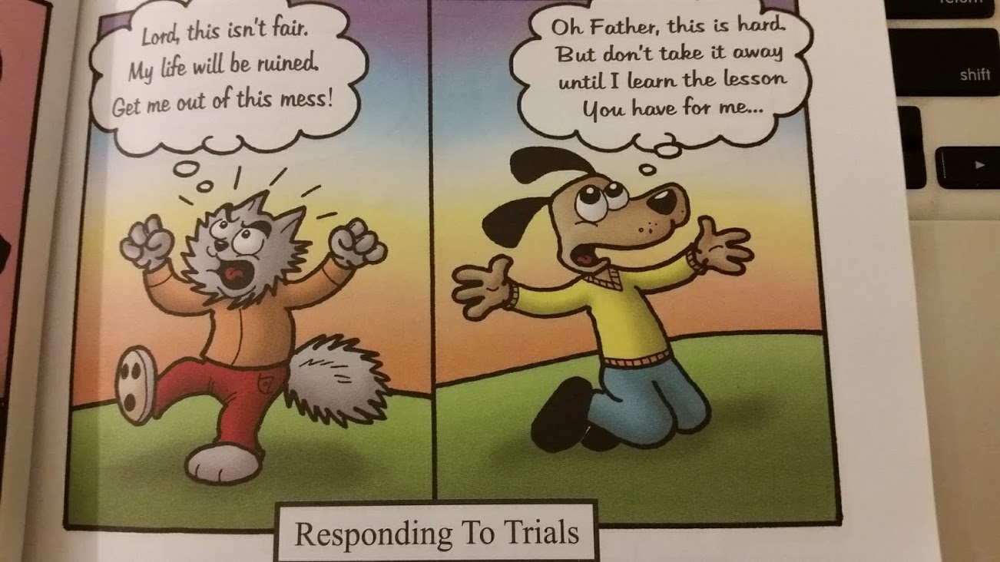 Lord, this isn't fair.
My life will be ruined.
Get me out of this mess!
Oh Father, this is hard.
But don't take it away
until I learn the lesson
You have for me...
Responding To Trials
shift